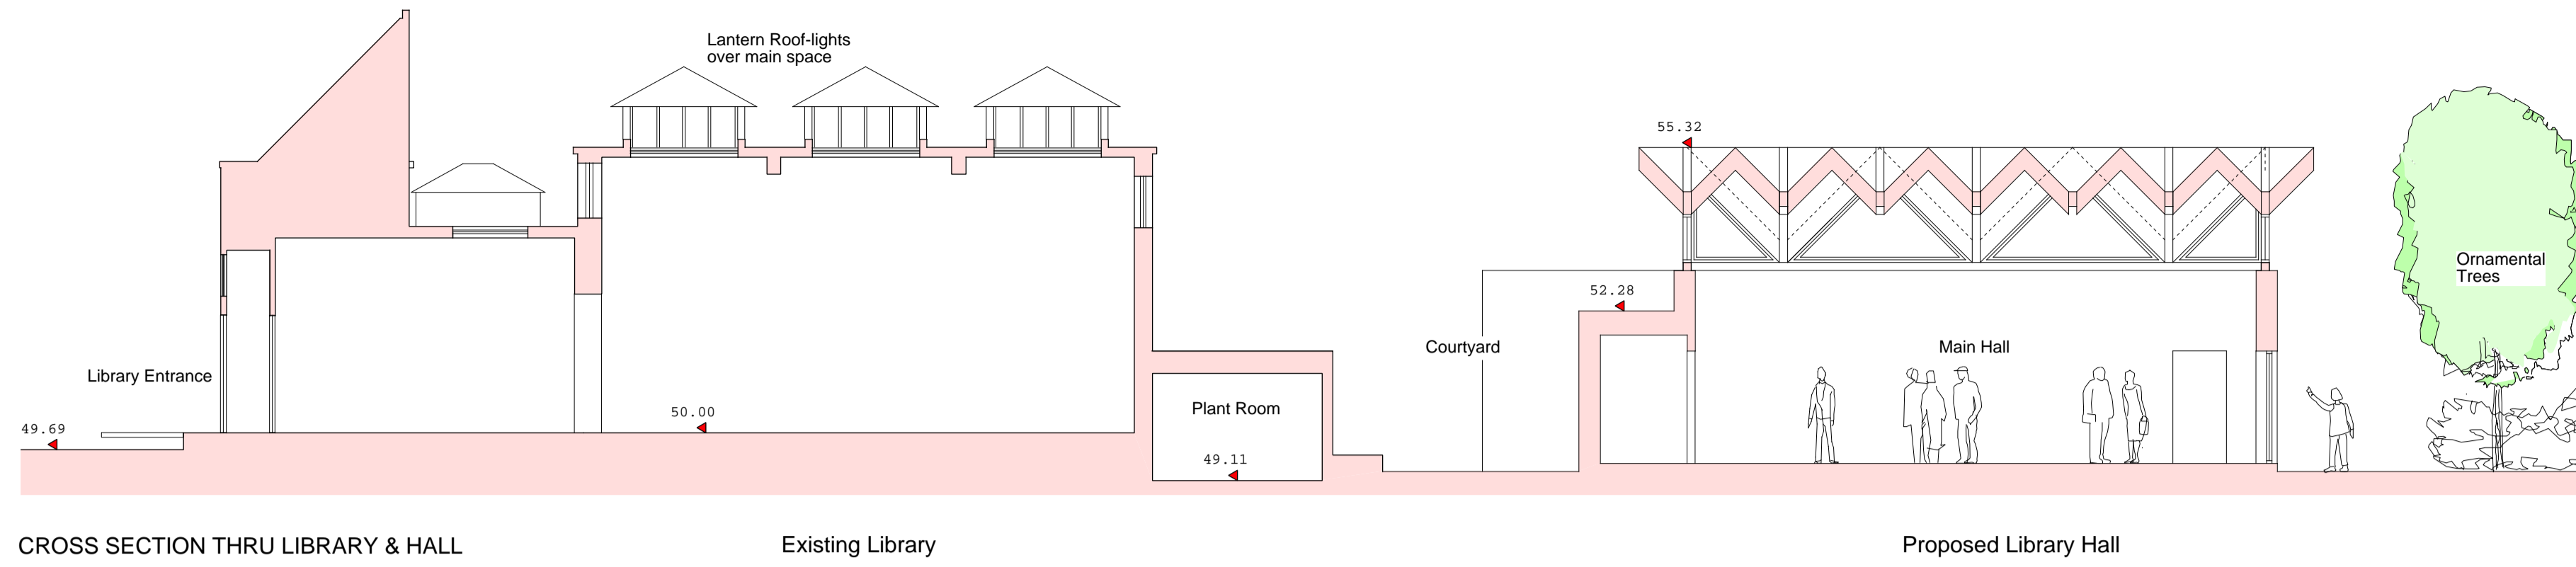 Lantern Roof-lights
over main space
55.32
Ornamental
Trees
52.28
Courtyard
Main Hall
Library Entrance
Plant Room
50.00
49.69
49.11
CROSS SECTION THRU LIBRARY & HALL
Existing Library
Proposed Library Hall